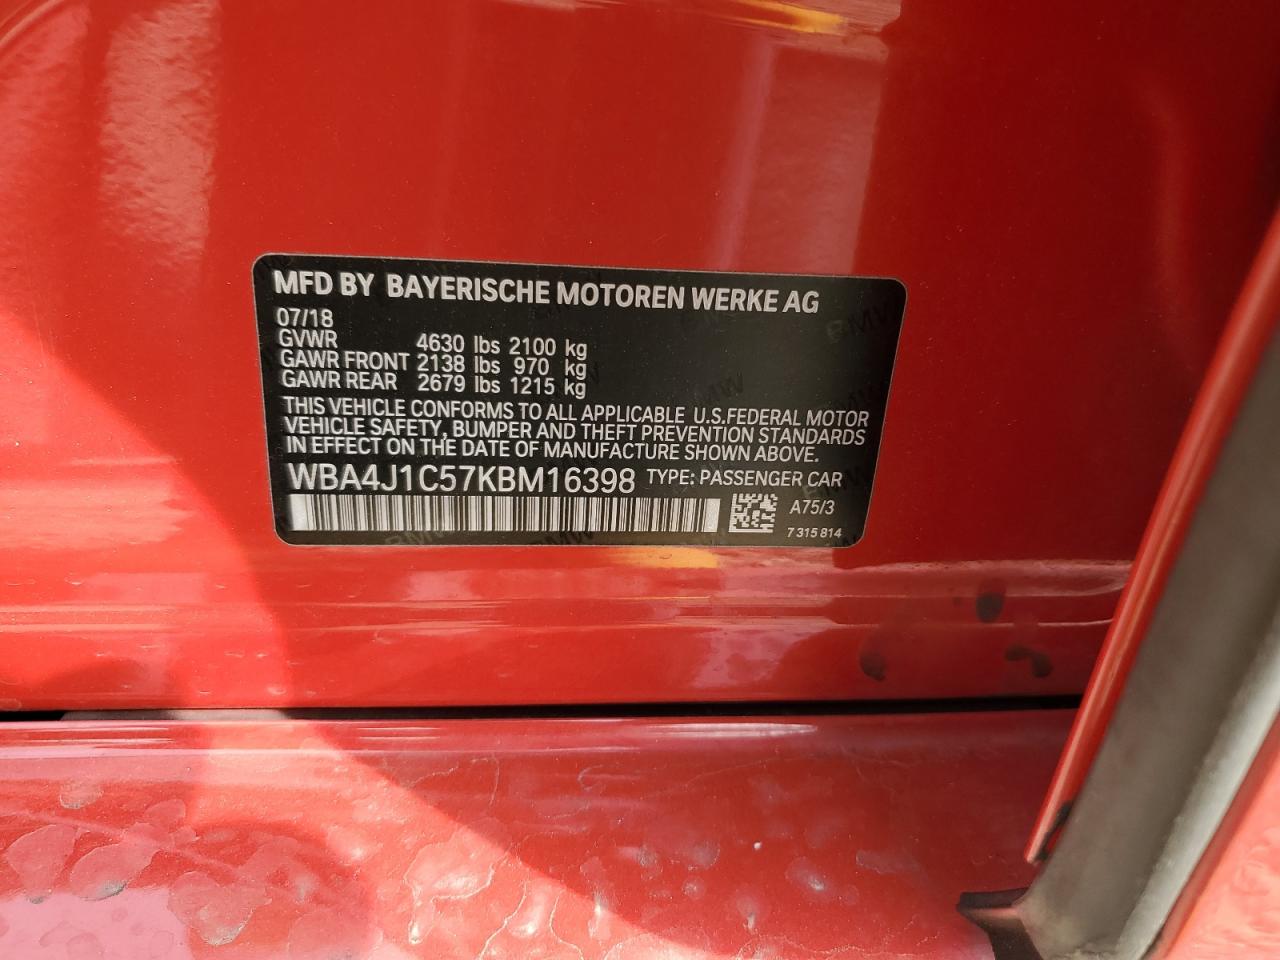 MFD BY BAYERISCHE MOTOREN WERKE AG
07/18
GVWR 4630 lbs 2100 kg
GAWR FRONT 2138 lbs 970 kg
GAWR REAR 2679 lbs 1215 kg
THIS VEHICLE CONFORMS TO ALL APPLICABLE U.S.FEDERAL MOTOR
VEHICLE SAFETY, BUMPER AND THEFT PREVENTION STANDARDS
IN EFFECT ON THE DATE OF MANUFACTURE SHOWN ABOVE.
WBA4J1C57KBM16398 TYPE: PASSENGER CAR
A75/3
7 315 814